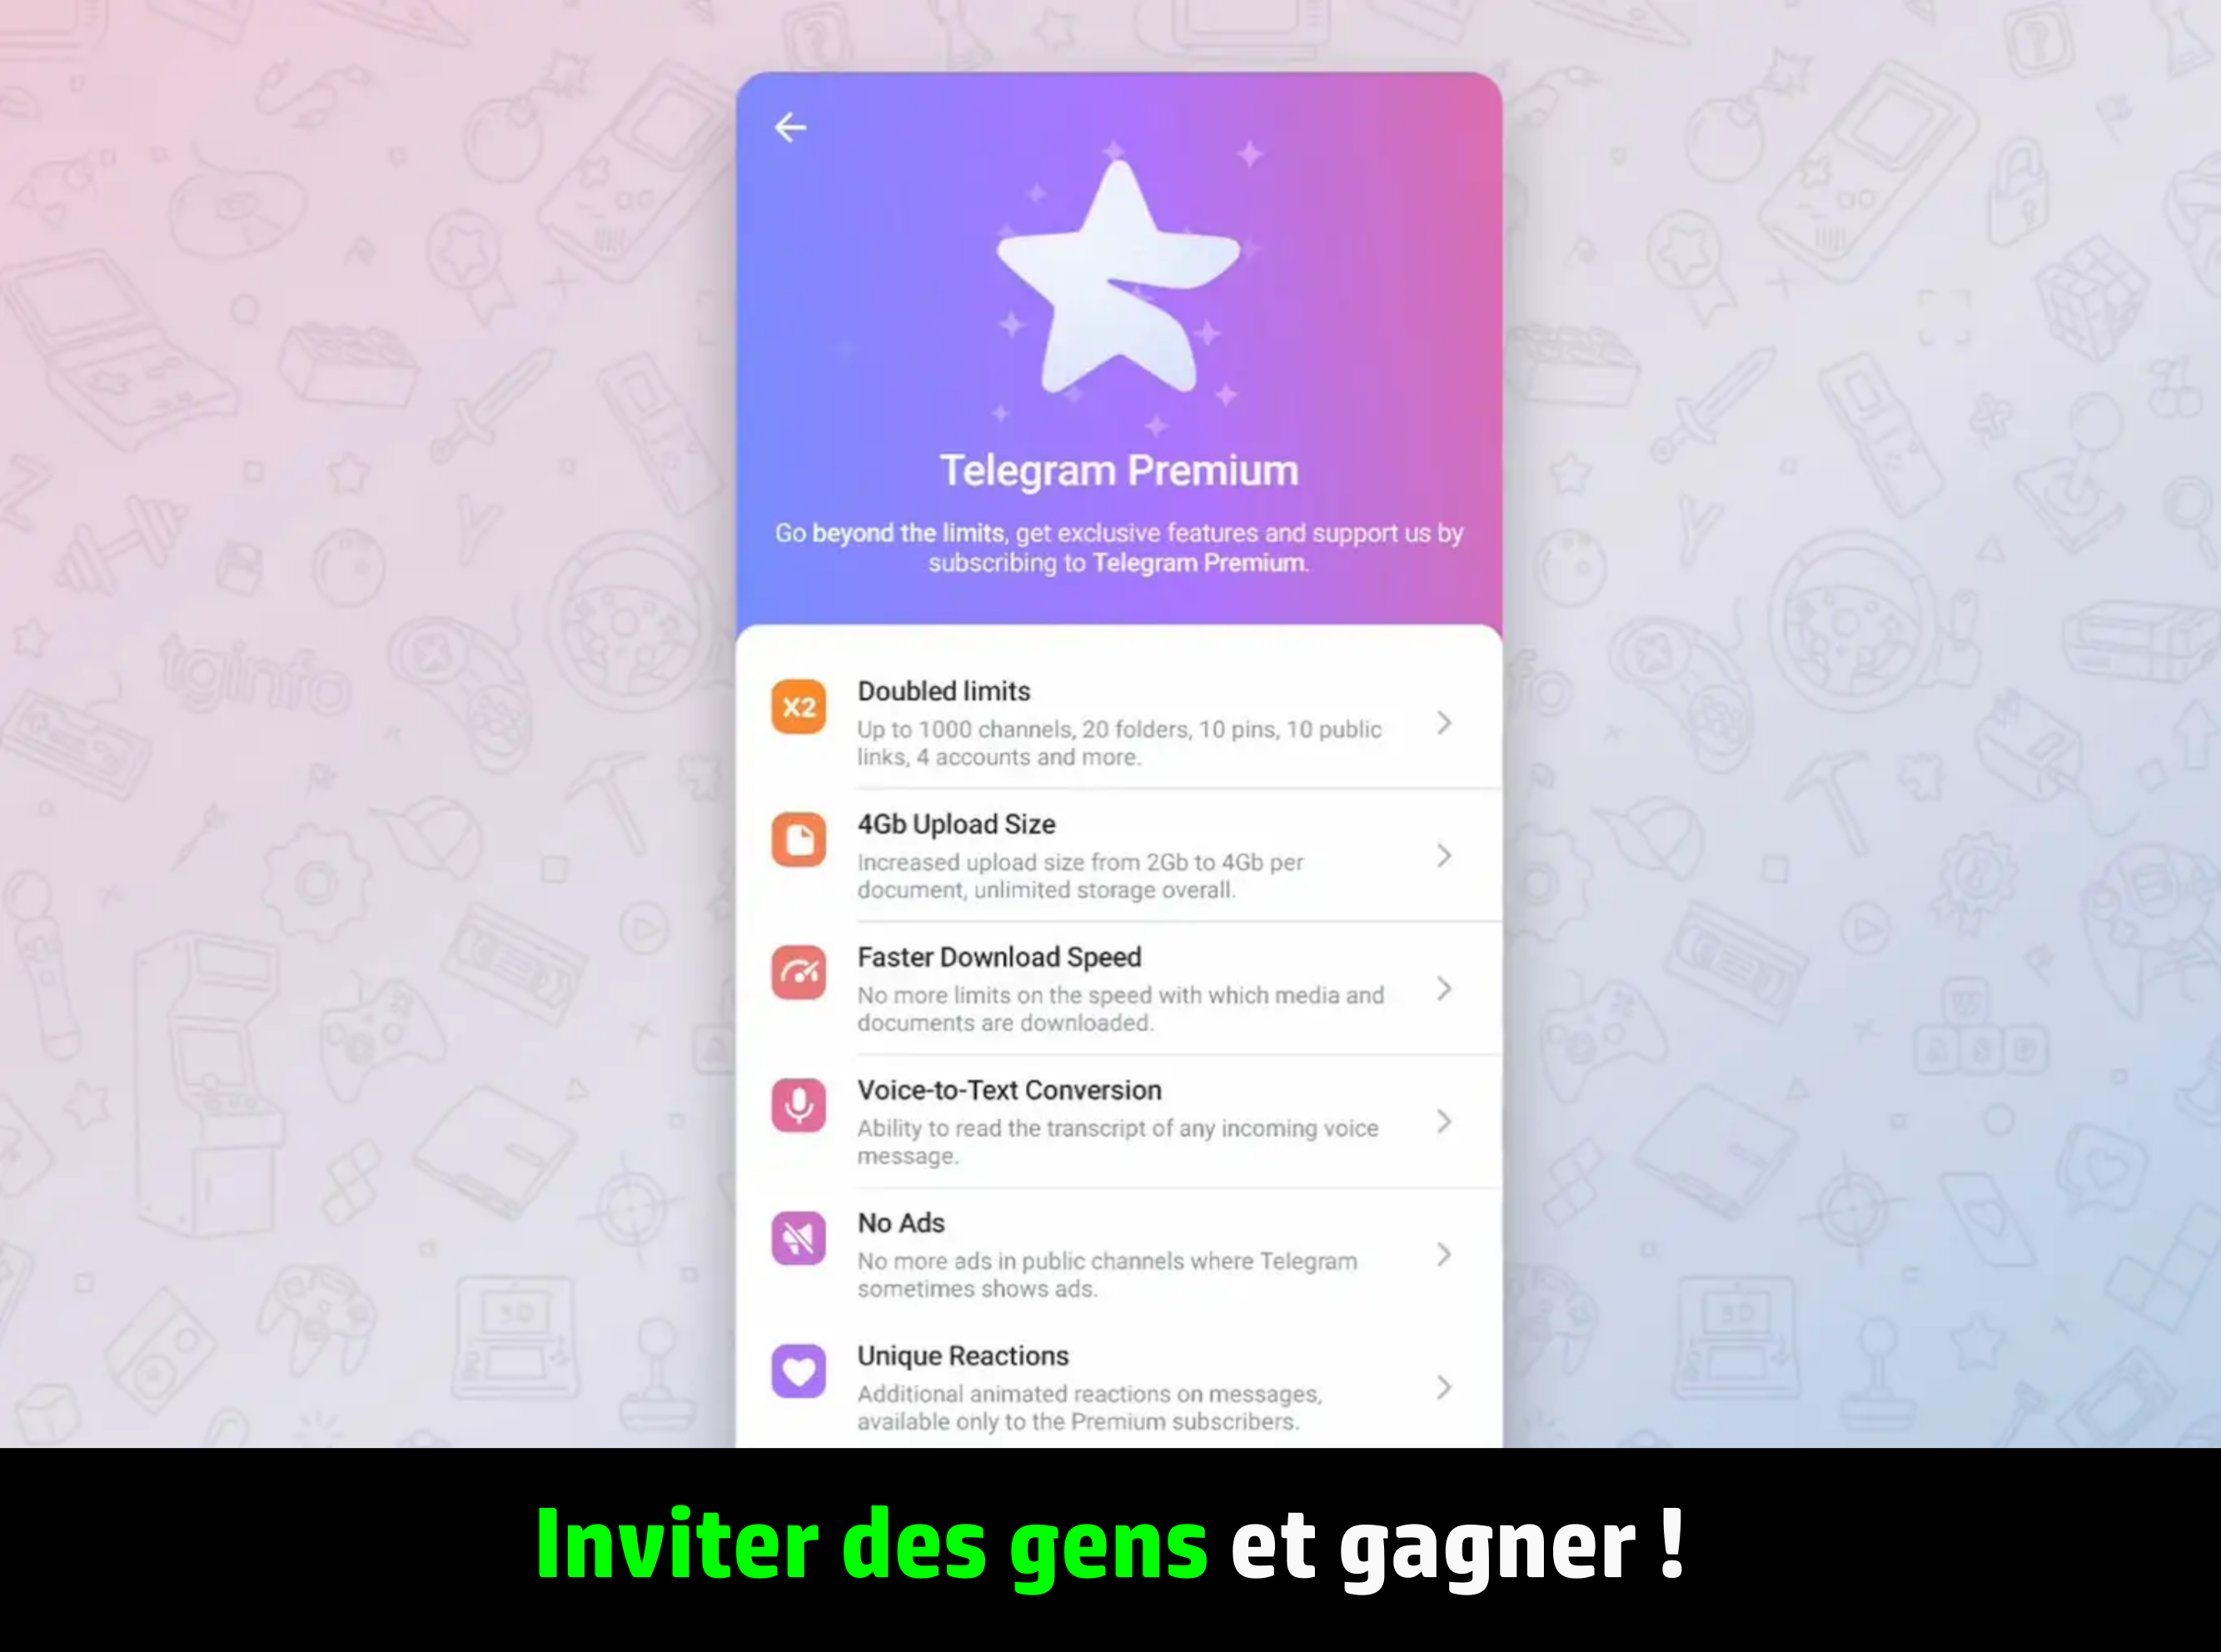 Telegram Premium
Go beyond the limits, get exclusive features and support us by
subscribing to Telegram Premium.
X2
Doubled limits
Up to 1000 channels, 20 folders, 10 pins, 10 public
links, 4 accounts and more.
4Gb Upload Size
Increased upload size from 2Gb to 4Gb per
document, unlimited storage overall.
Faster Download Speed
No more limits on the speed with which media and
documents are downloaded.
Voice-to-Text Conversion
Ability to read the transcript of any incoming voice
message.
No Ads
No more ads in public channels where Telegram
sometimes shows ads.
Unique Reactions
Additional animated reactions on messages,
available only to the Premium subscribers.
tginfo
fo
3D
3D
Inviter des gens et gagner !